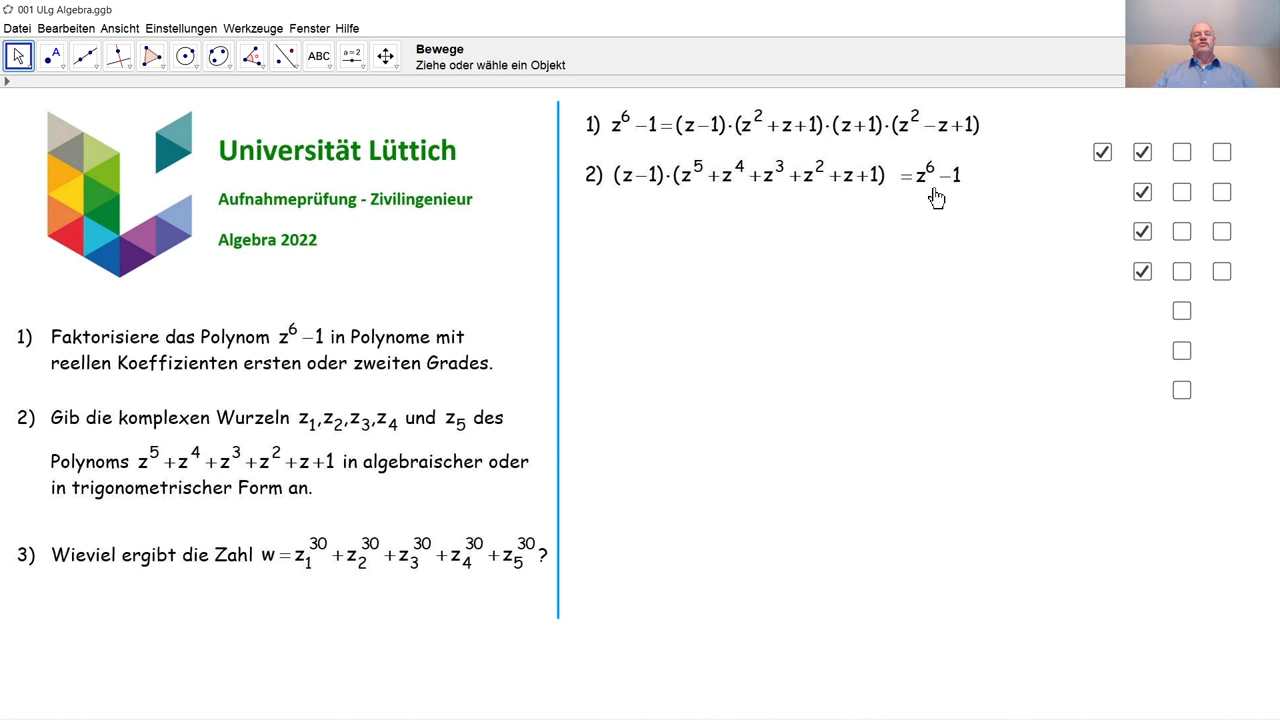 001 ULg Algebra.ggb
Datei Bearbeiten Ansicht Einstellungen Werkzeuge Fenster Hilfe
A
ABC
a=2
Bewege
Ziehe oder wähle ein Objekt
Universität Lüttich
Aufnahmeprüfung - Zivilingenieur
Algebra 2022
1) Faktorisiere das Polynom z⁶−1 in Polynome mit
reellen Koeffizienten ersten oder zweiten Grades.
2) Gib die komplexen Wurzeln z₁,z₂,z₃,z₄ und z₅ des
Polynoms z⁵+z⁴+z³+z²+z+1 in algebraischer oder
in trigonometrischer Form an.
3) Wieviel ergibt die Zahl w=z₁³⁰+z₂³⁰+z₃³⁰+z₄³⁰+z₅³⁰?
1) z⁶−1=(z−1)·(z²+z+1)·(z+1)·(z²−z+1)
2) (z−1)·(z⁵+z⁴+z³+z²+z+1) =z⁶−1